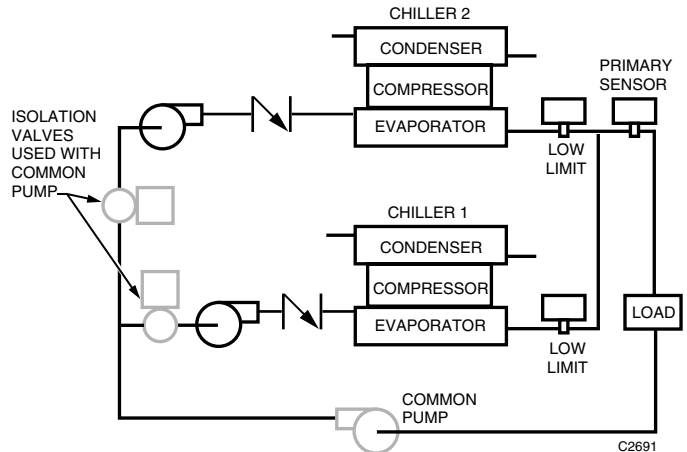 CHILLER 2
CONDENSER
COMPRESSOR
EVAPORATOR
PRIMARY
SENSOR
LOW
LIMIT
ISOLATION
VALVES
USED WITH
COMMON
PUMP
CHILLER 1
CONDENSER
COMPRESSOR
EVAPORATOR
LOW
LIMIT
LOAD
COMMON
PUMP
C2691